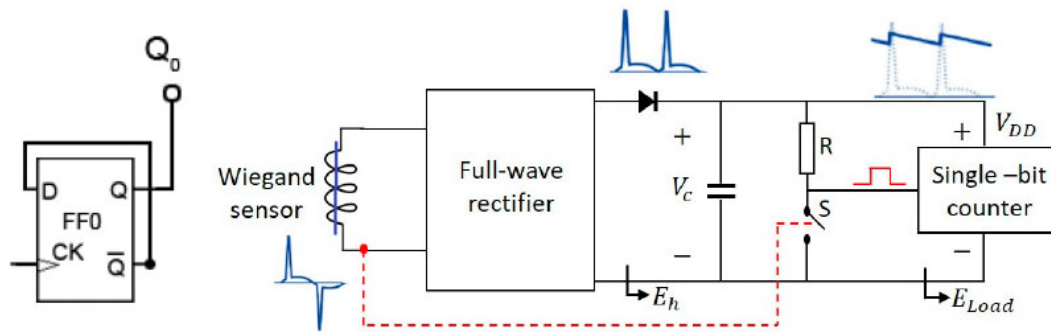 Q0
D
Q
FF0
CK
Q̅
Wiegand
sensor
Full-wave
rectifier
Eh
+
Vc
−
R
S
+
VDD
Single –bit
counter
−
ELoad